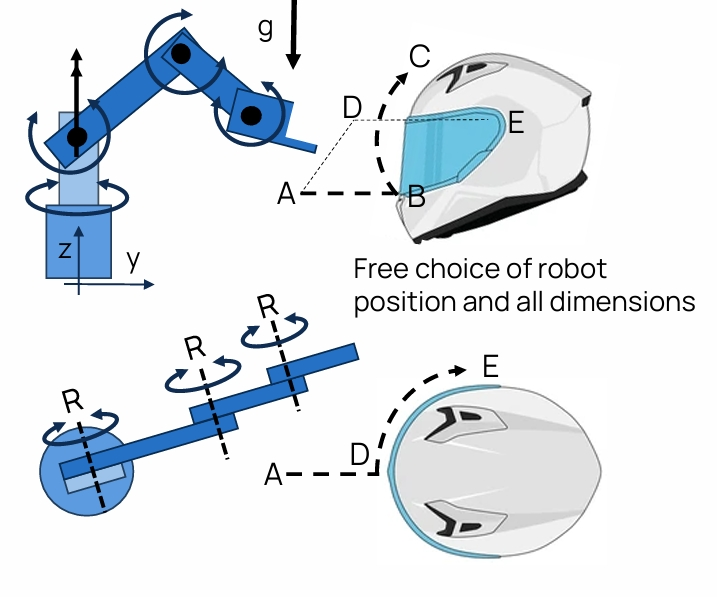 g
C
D
E
A
B
z
y
Free choice of robot
position and all dimensions
R
R
R
E
D
A